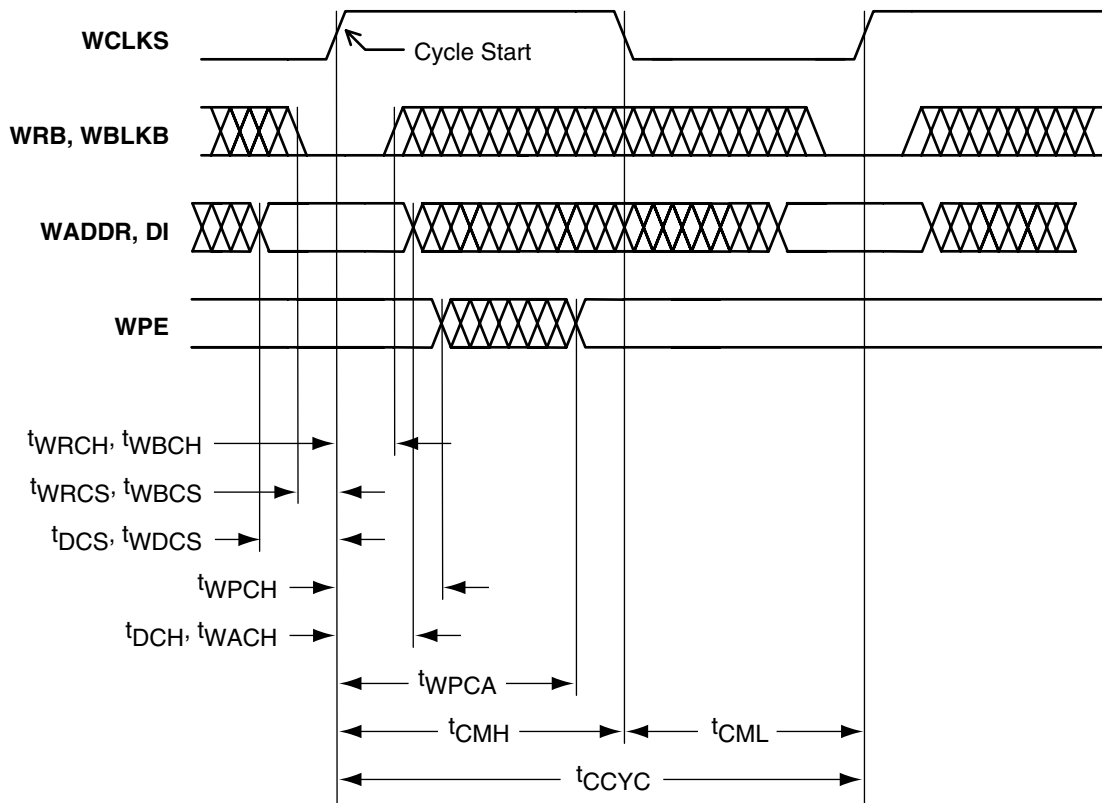 WCLKS
Cycle Start
WRB, WBLKB
WADDR, DI
WPE
tWRCH, tWBCH
tWRCS, tWBCS
tDCS, tWDCS
tWPCH
tDCH, tWACH
tWPCA
tCMH
tCML
tCCYC